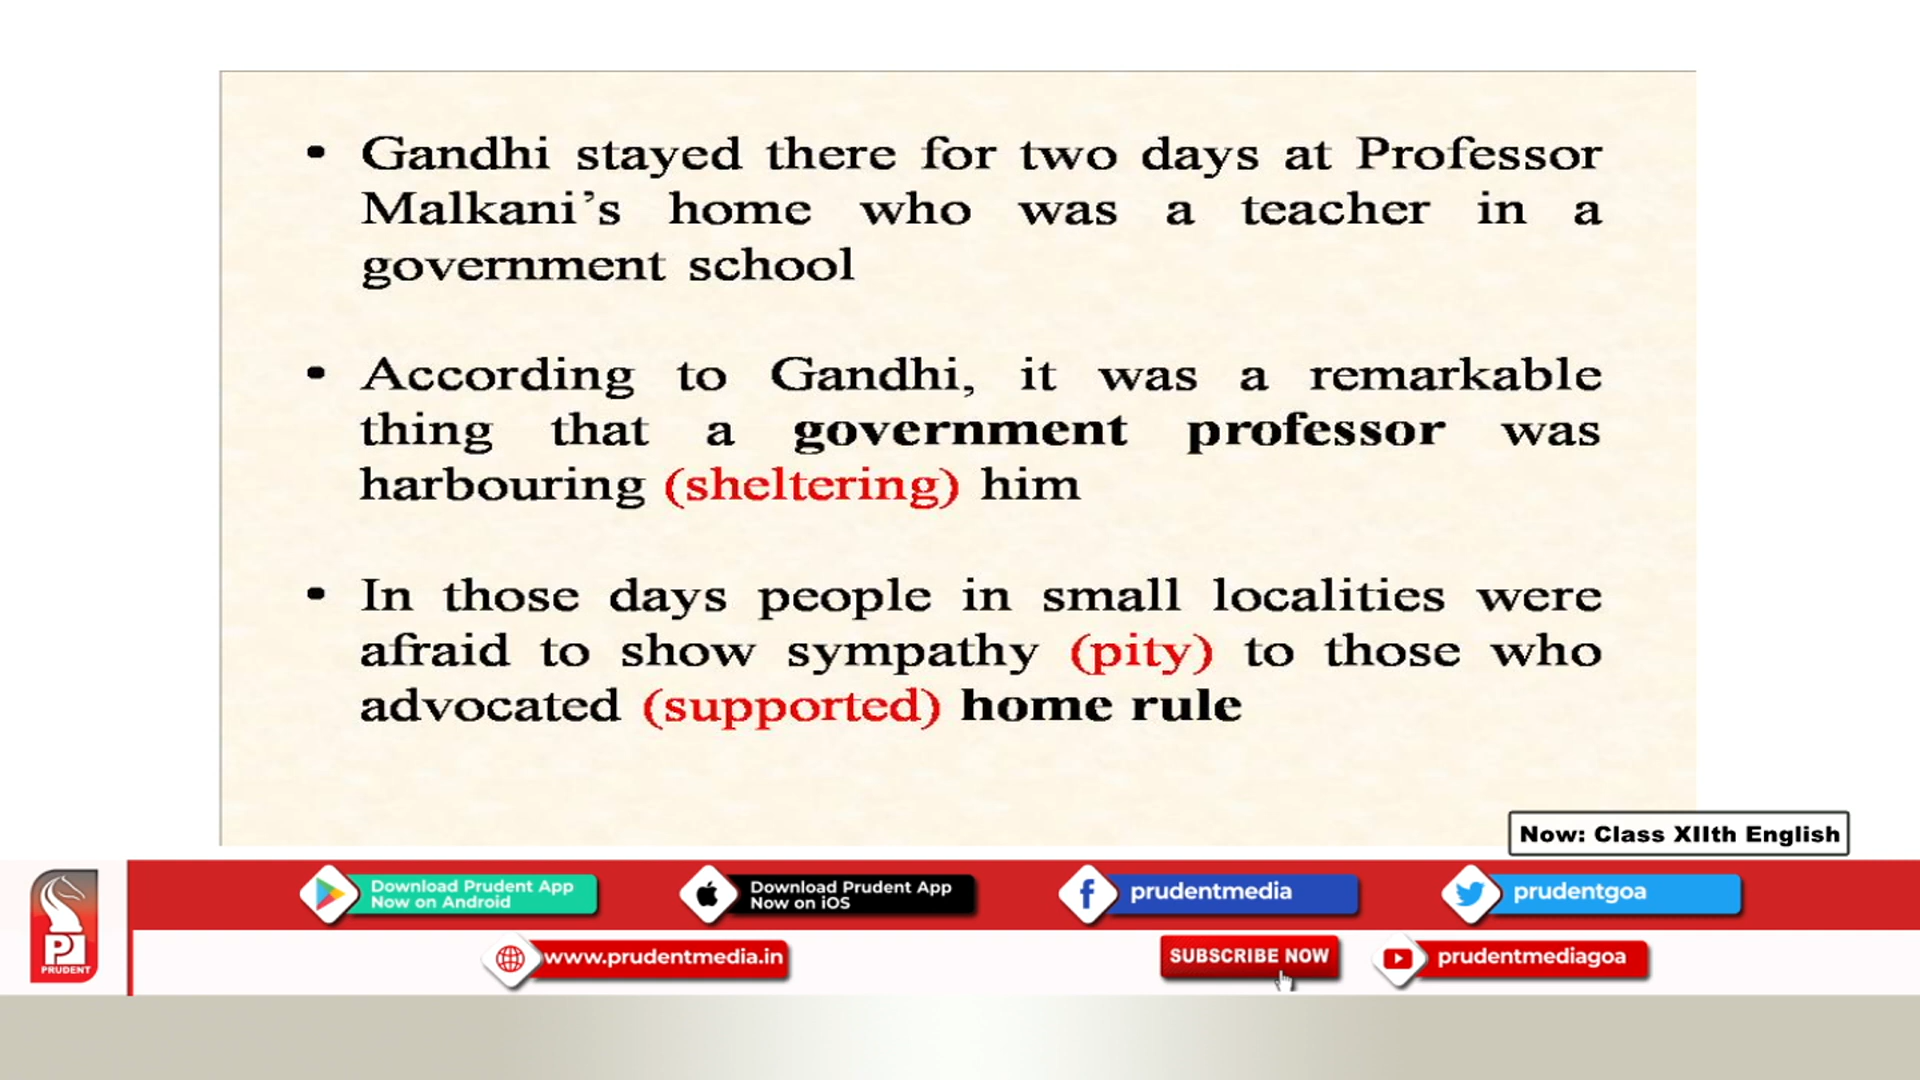 • Gandhi stayed there for two days at Professor
Malkani's home who was a teacher in a
government school
• According to Gandhi, it was a remarkable
thing that a government professor was
harbouring (sheltering) him
• In those days people in small localities were
afraid to show sympathy (pity) to those who
advocated (supported) home rule
Now: Class XIIth English
Download Prudent App
Now on Android
Download Prudent App
Now on iOS
prudentmedia
prudentgoa
PRUDENT
www.prudentmedia.in
SUBSCRIBE NOW
prudentmediagoa